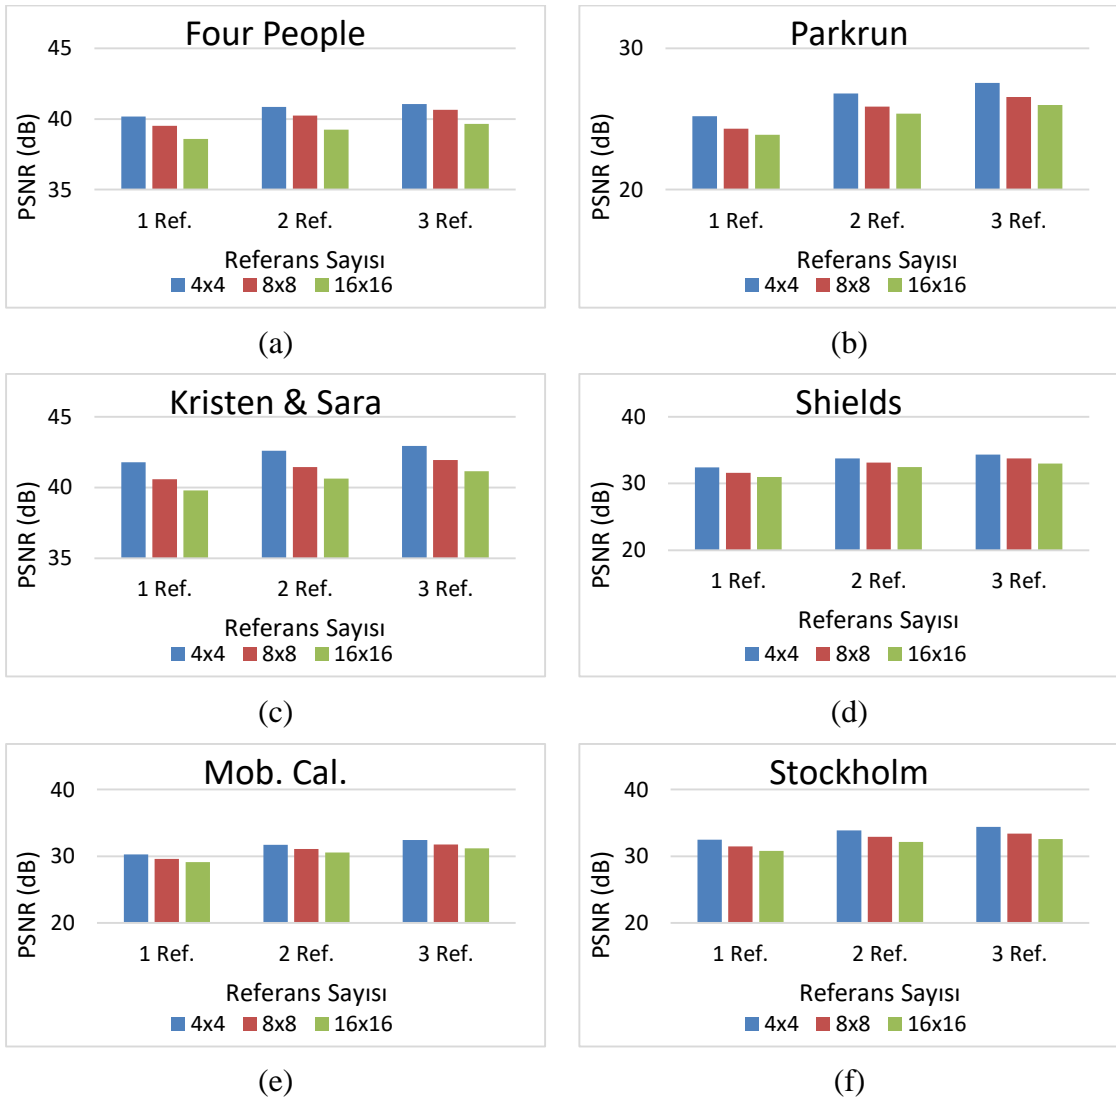 Four People
45
40
35
PSNR (dB)
1 Ref. 2 Ref. 3 Ref.
Referans Sayısı
4x4 8x8 16x16
(a)
Parkrun
30
25
20
PSNR (dB)
1 Ref. 2 Ref. 3 Ref.
Referans Sayısı
4x4 8x8 16x16
(b)
Kristen & Sara
45
40
35
PSNR (dB)
1 Ref. 2 Ref. 3 Ref.
Referans Sayısı
4x4 8x8 16x16
(c)
Shields
40
30
20
PSNR (dB)
1 Ref. 2 Ref. 3 Ref.
Referans Sayısı
4x4 8x8 16x16
(d)
Mob. Cal.
40
30
20
PSNR (dB)
1 Ref. 2 Ref. 3 Ref.
Referans Sayısı
4x4 8x8 16x16
(e)
Stockholm
40
30
20
PSNR (dB)
1 Ref. 2 Ref. 3 Ref.
Referans Sayısı
4x4 8x8 16x16
(f)